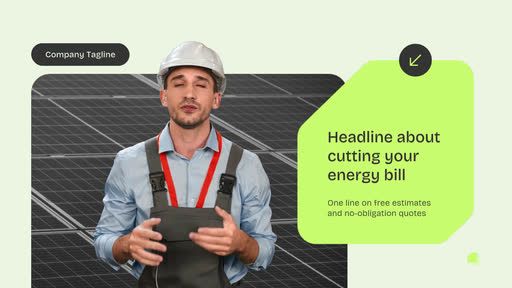 Company Tagline
Headline about
cutting your
energy bill
One line on free estimates
and no-obligation quotes